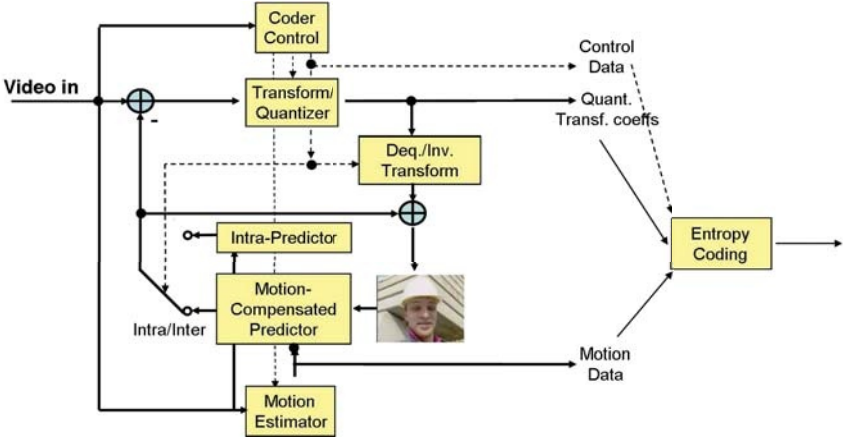 Coder
Control
Control
Data
Video in
Transform/
Quantizer
Quant.
Transf. coeffs
-
Deq./Inv.
Transform
Intra-Predictor
Entropy
Coding
Motion-
Compensated
Predictor
Intra/Inter
Motion
Data
Motion
Estimator